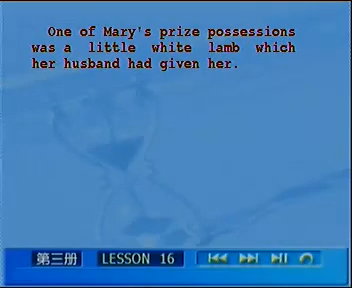 One of Mary's prize possessions
was a little white lamb which
her husband had given her.
第三册 LESSON 16